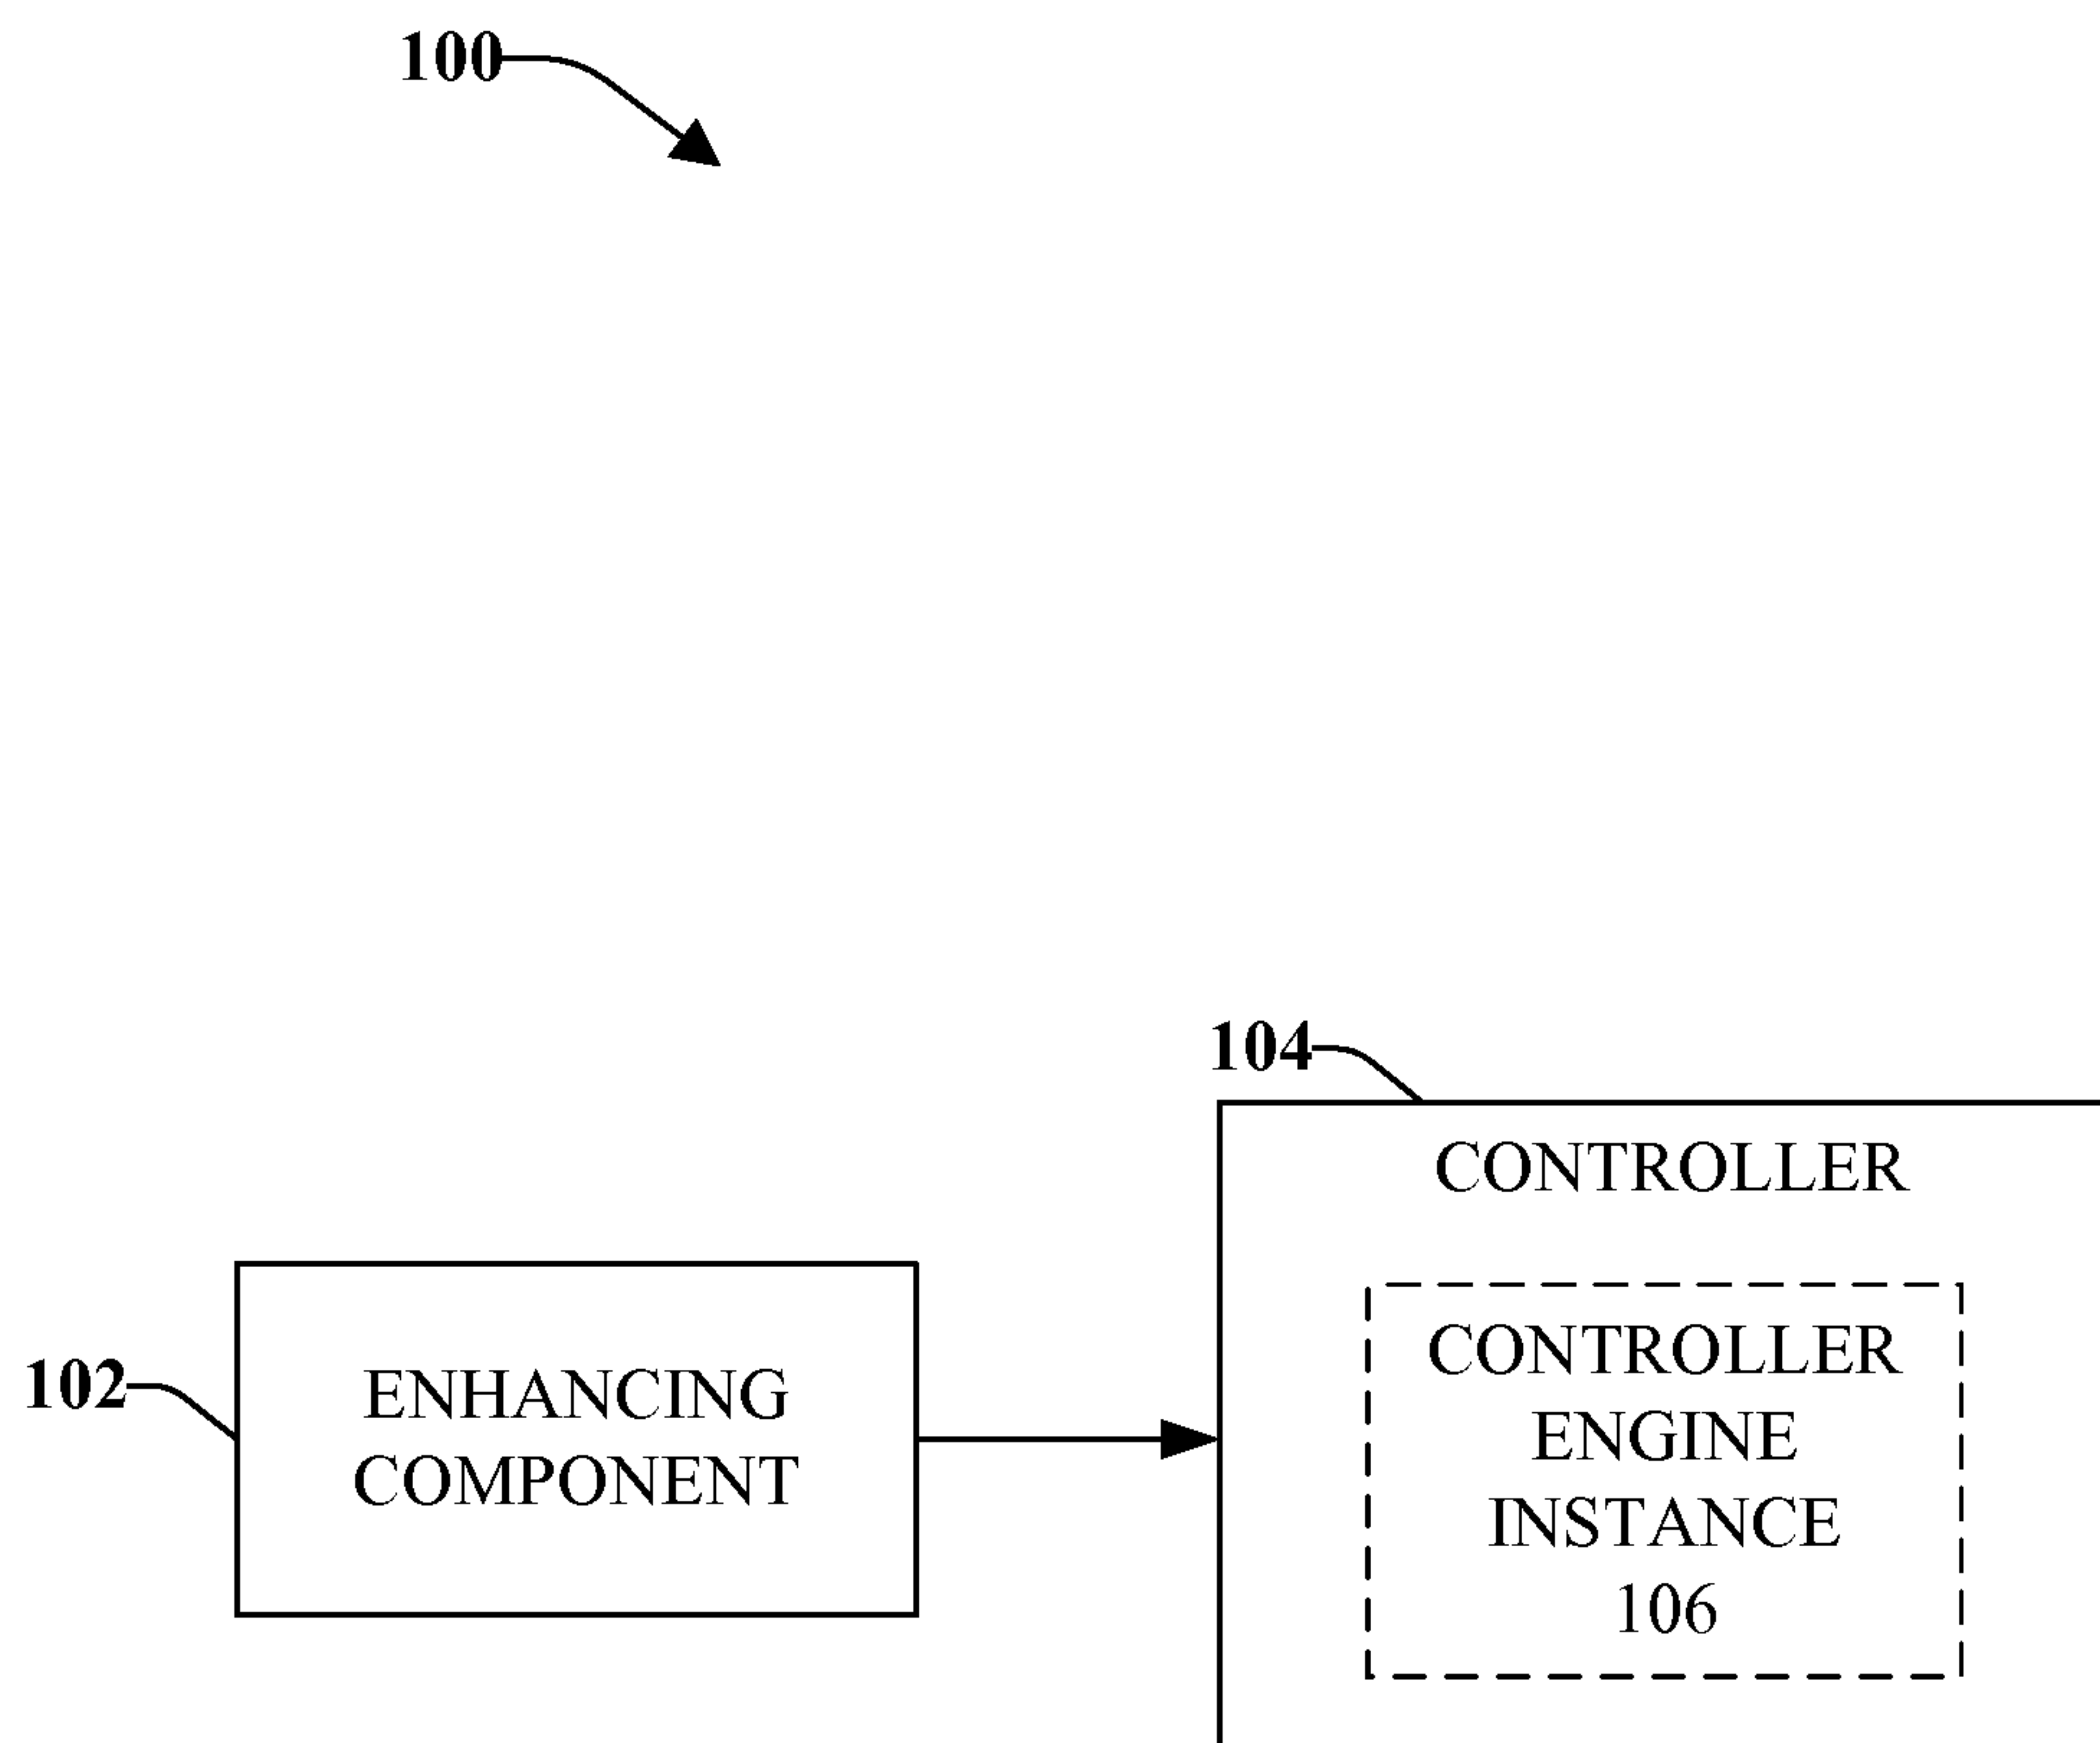 100
104
CONTROLLER
102
ENHANCING
COMPONENT
CONTROLLER
ENGINE
INSTANCE
106